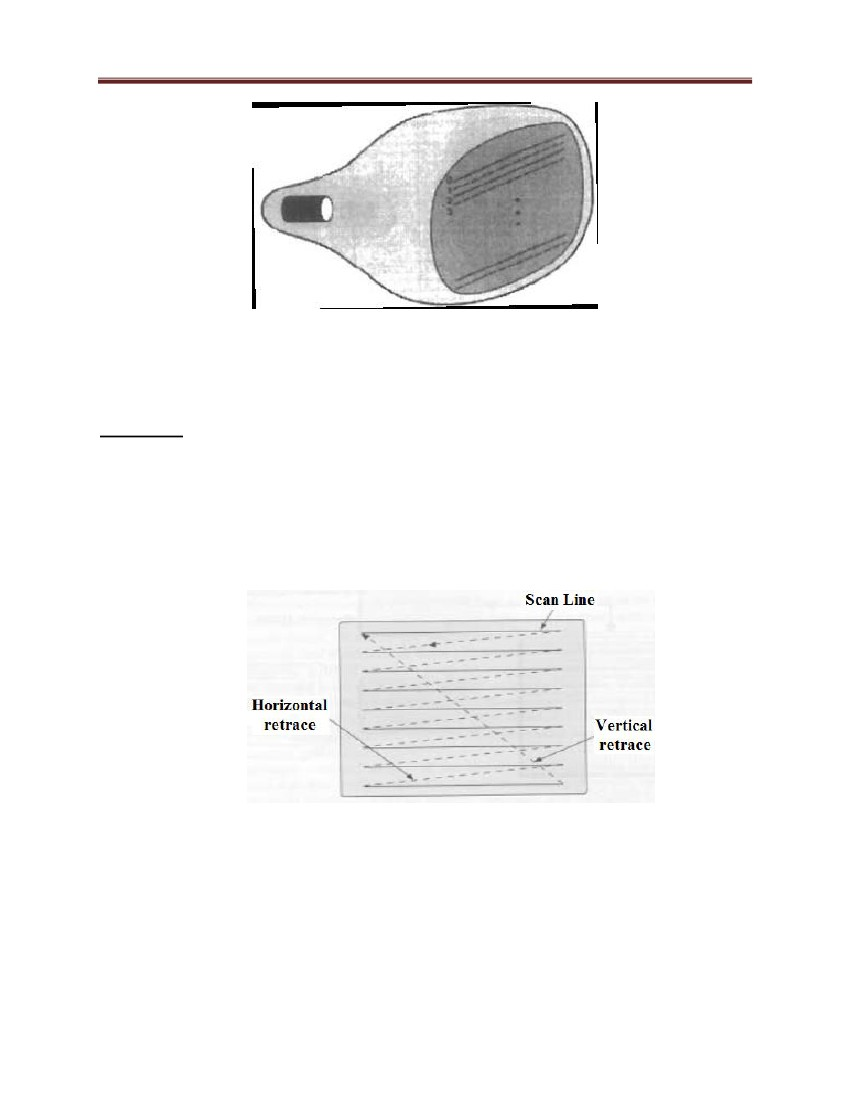 Scan Line
Horizontal
retrace
Vertical
retrace